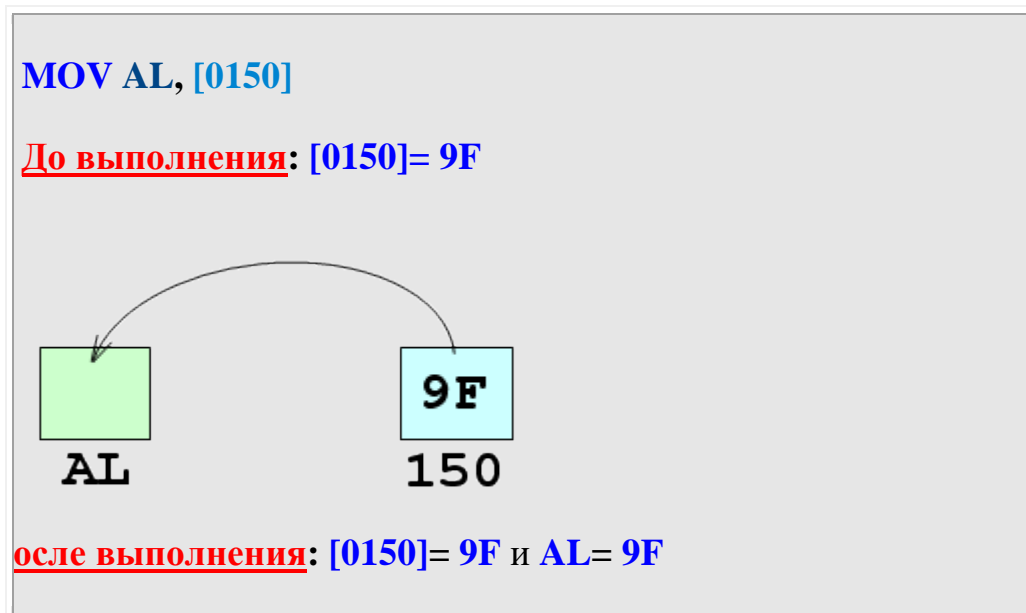 MOV AL, [0150]
До выполнения: [0150]= 9F
9F
AL 150
осле выполнения: [0150]= 9F и AL= 9F